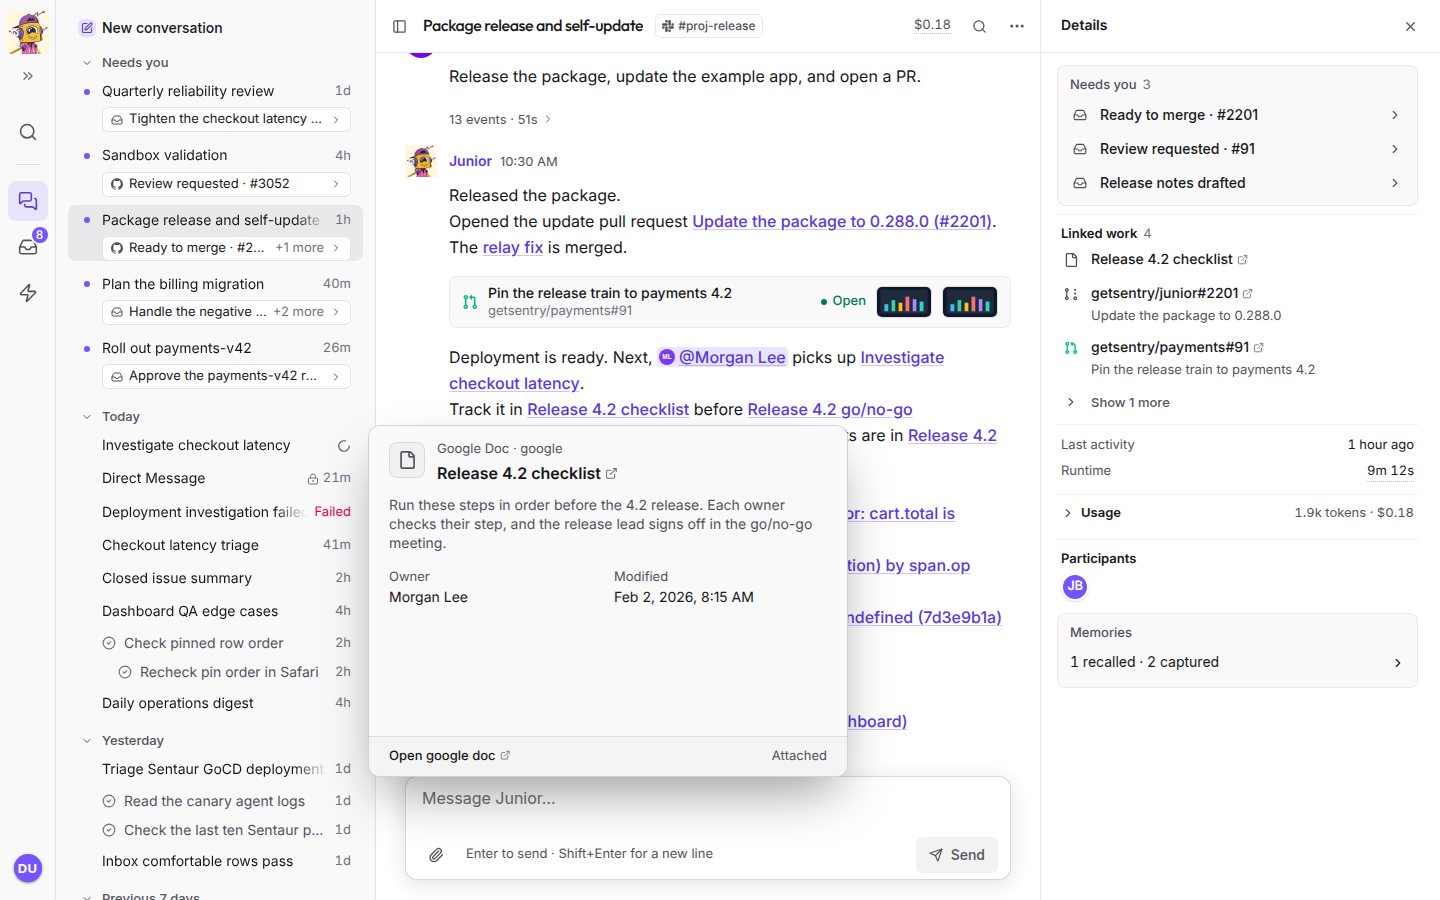 New conversation
Needs you
Quarterly reliability review 1d
Tighten the checkout latency ...
Sandbox validation 4h
Review requested · #3052
Package release and self-update 1h
Ready to merge · #2... +1 more
Plan the billing migration 40m
Handle the negative ... +2 more
Roll out payments-v42 26m
Approve the payments-v42 r...
Today
Investigate checkout latency
Direct Message 21m
Deployment investigation failed Failed
Checkout latency triage 41m
Closed issue summary 2h
Dashboard QA edge cases 4h
Check pinned row order 2h
Recheck pin order in Safari 2h
Daily operations digest 4h
Yesterday
Triage Sentaur GoCD deployment 1d
Read the canary agent logs 1d
Check the last ten Sentaur p... 1d
Inbox comfortable rows pass 1d
Previous 7 days
8
DU
Package release and self-update #proj-release $0.18
Release the package, update the example app, and open a PR.
13 events · 51s
Junior 10:30 AM
Released the package.
Opened the update pull request Update the package to 0.288.0 (#2201).
The relay fix is merged.
Pin the release train to payments 4.2
getsentry/payments#91
Open
Deployment is ready. Next, ML @Morgan Lee picks up Investigate
checkout latency.
Track it in Release 4.2 checklist before Release 4.2 go/no-go
s are in Release 4.2
or: cart.total is
tion) by span.op
ndefined (7d3e9b1a)
hboard)
Google Doc · google
Release 4.2 checklist
Run these steps in order before the 4.2 release. Each owner
checks their step, and the release lead signs off in the go/no-go
meeting.
Owner Modified
Morgan Lee Feb 2, 2026, 8:15 AM
Open google doc Attached
Message Junior...
Enter to send · Shift+Enter for a new line
Send
Details
Needs you 3
Ready to merge · #2201
Review requested · #91
Release notes drafted
Linked work 4
Release 4.2 checklist
getsentry/junior#2201
Update the package to 0.288.0
getsentry/payments#91
Pin the release train to payments 4.2
Show 1 more
Last activity 1 hour ago
Runtime 9m 12s
Usage 1.9k tokens · $0.18
Participants
JB
Memories
1 recalled · 2 captured